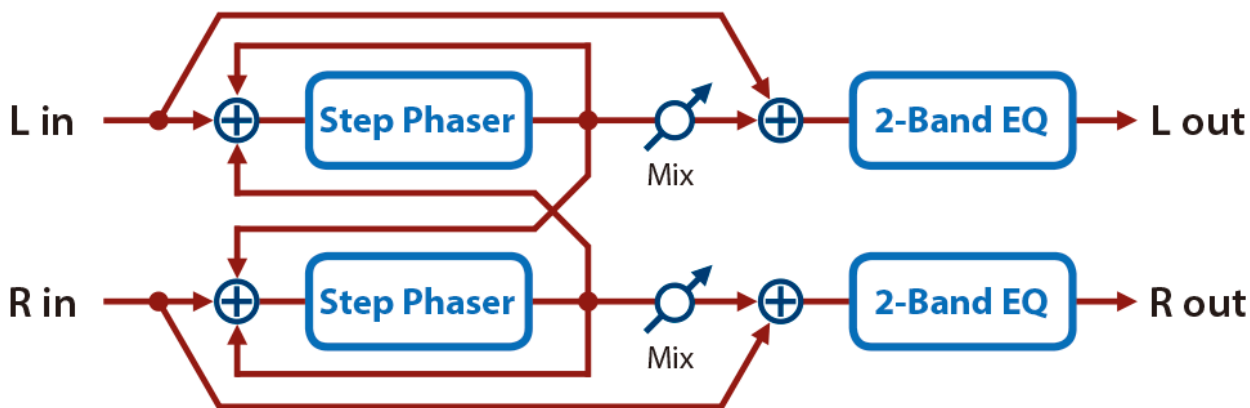 L in
Step Phaser
Mix
2-Band EQ
L out
R in
Step Phaser
Mix
2-Band EQ
R out